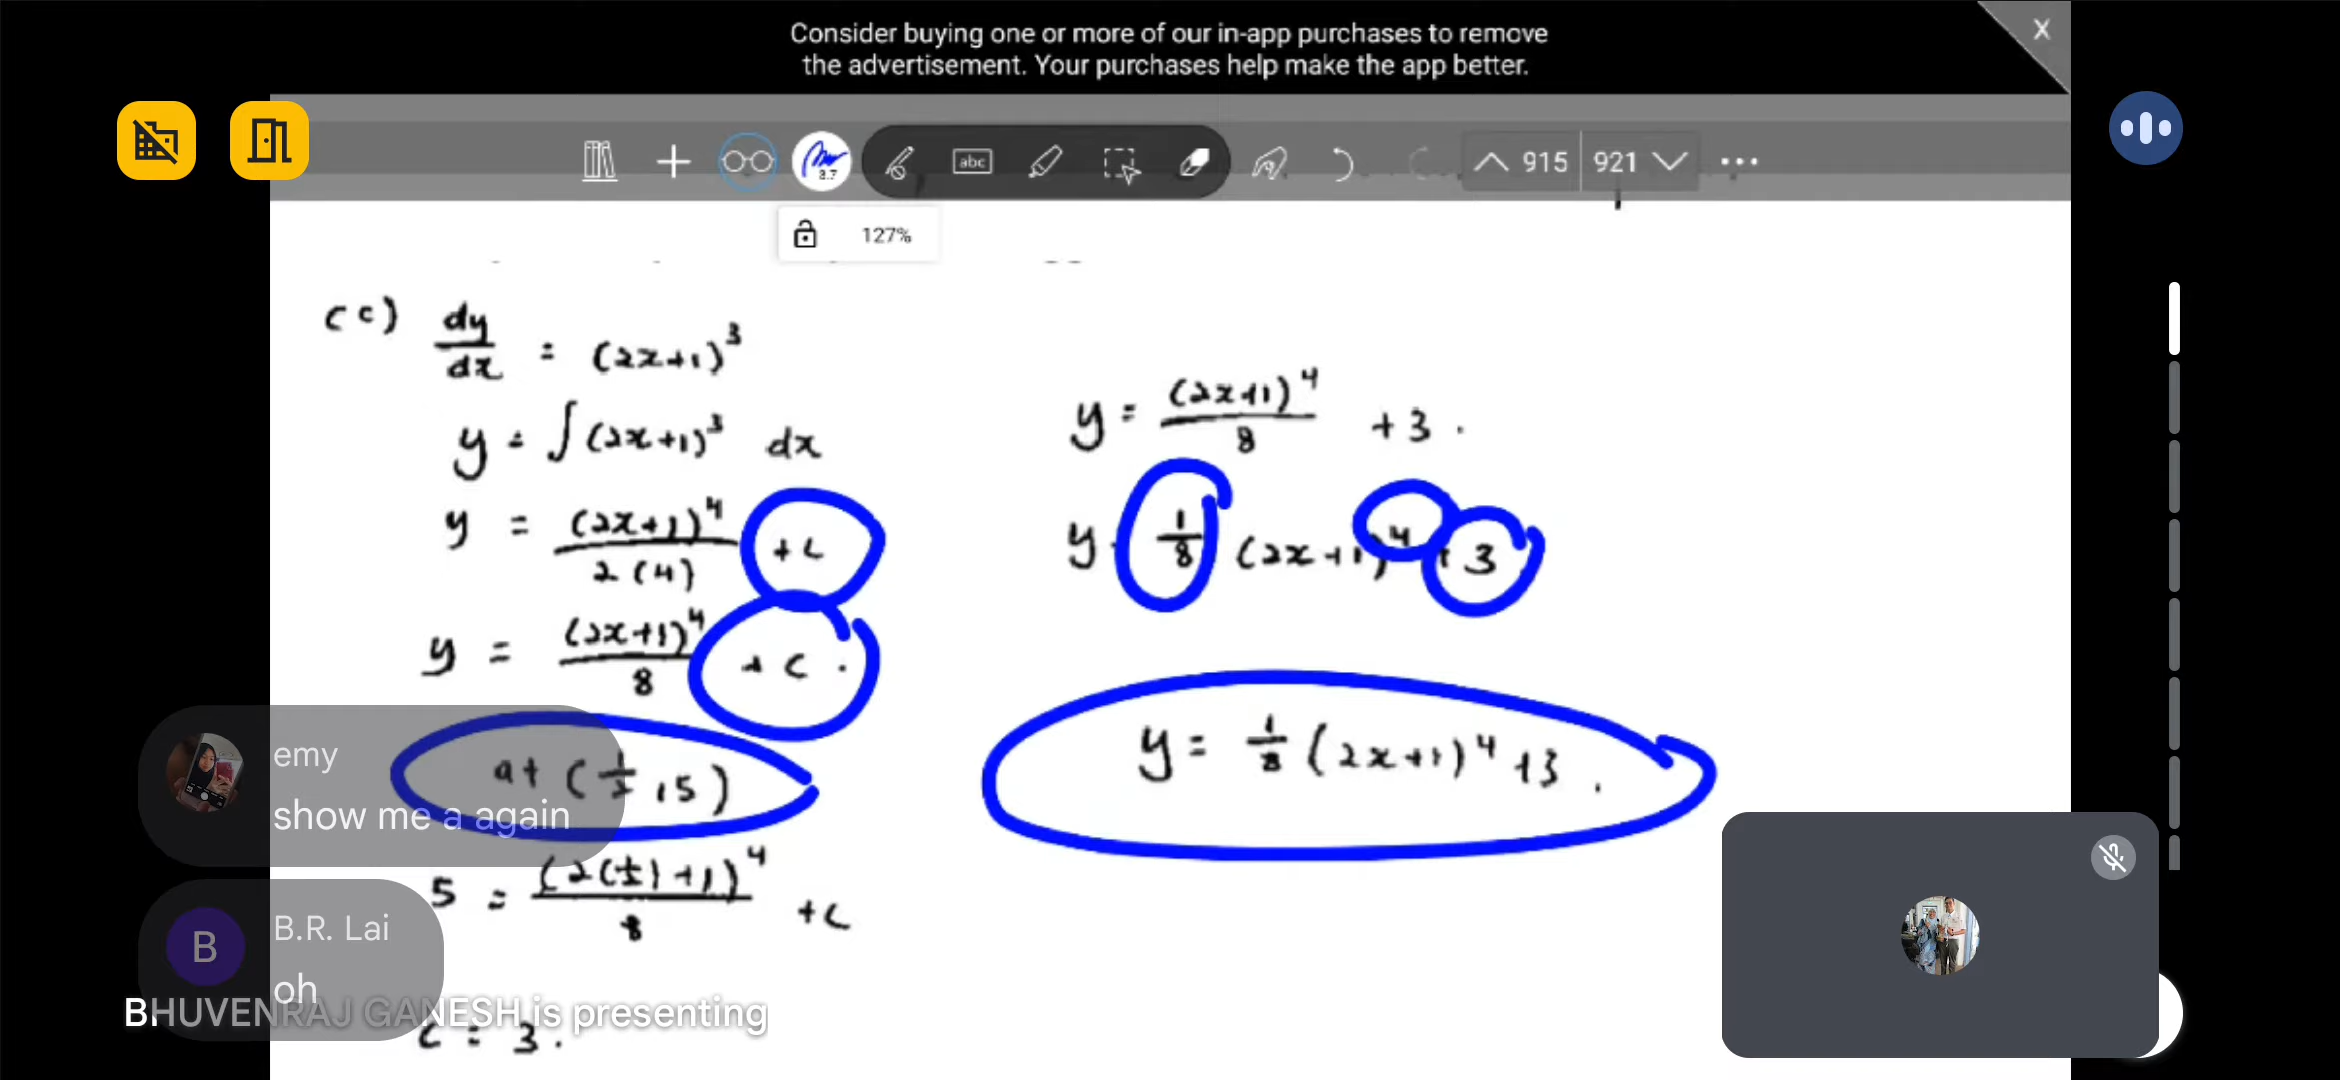 Consider buying one or more of our in-app purchases to remove
the advertisement. Your purchases help make the app better.
X
abc
3.7
915
921
127%
(c) dy/dx = (2x+1)³
y = ∫(2x+1)³ dx
y = (2x+1)⁴/2(4) + c
y = (2x+1)⁴/8 + c .
at (½ , 5)
5 = (2(½)+1)⁴/8 + c
c = 3 .
y = (2x+1)⁴/8 + 3 .
y = 1/8 (2x+1)⁴ + 3
y = 1/8 (2x+1)⁴ + 3 .
emy
show me a again
B
B.R. Lai
oh
BHUVENRAJ GANESH is presenting